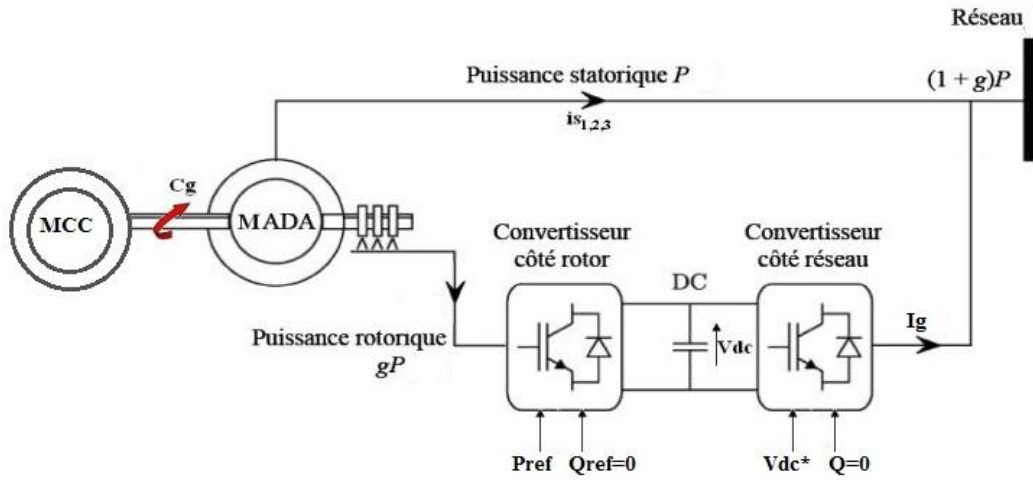 Réseau
Puissance statorique P
(1 + g)P
is1,2,3
Cg
MCC
MADA
Convertisseur
côté rotor
Convertisseur
côté réseau
DC
Puissance rotorique
gP
Vdc
Ig
Pref Qref=0
Vdc* Q=0